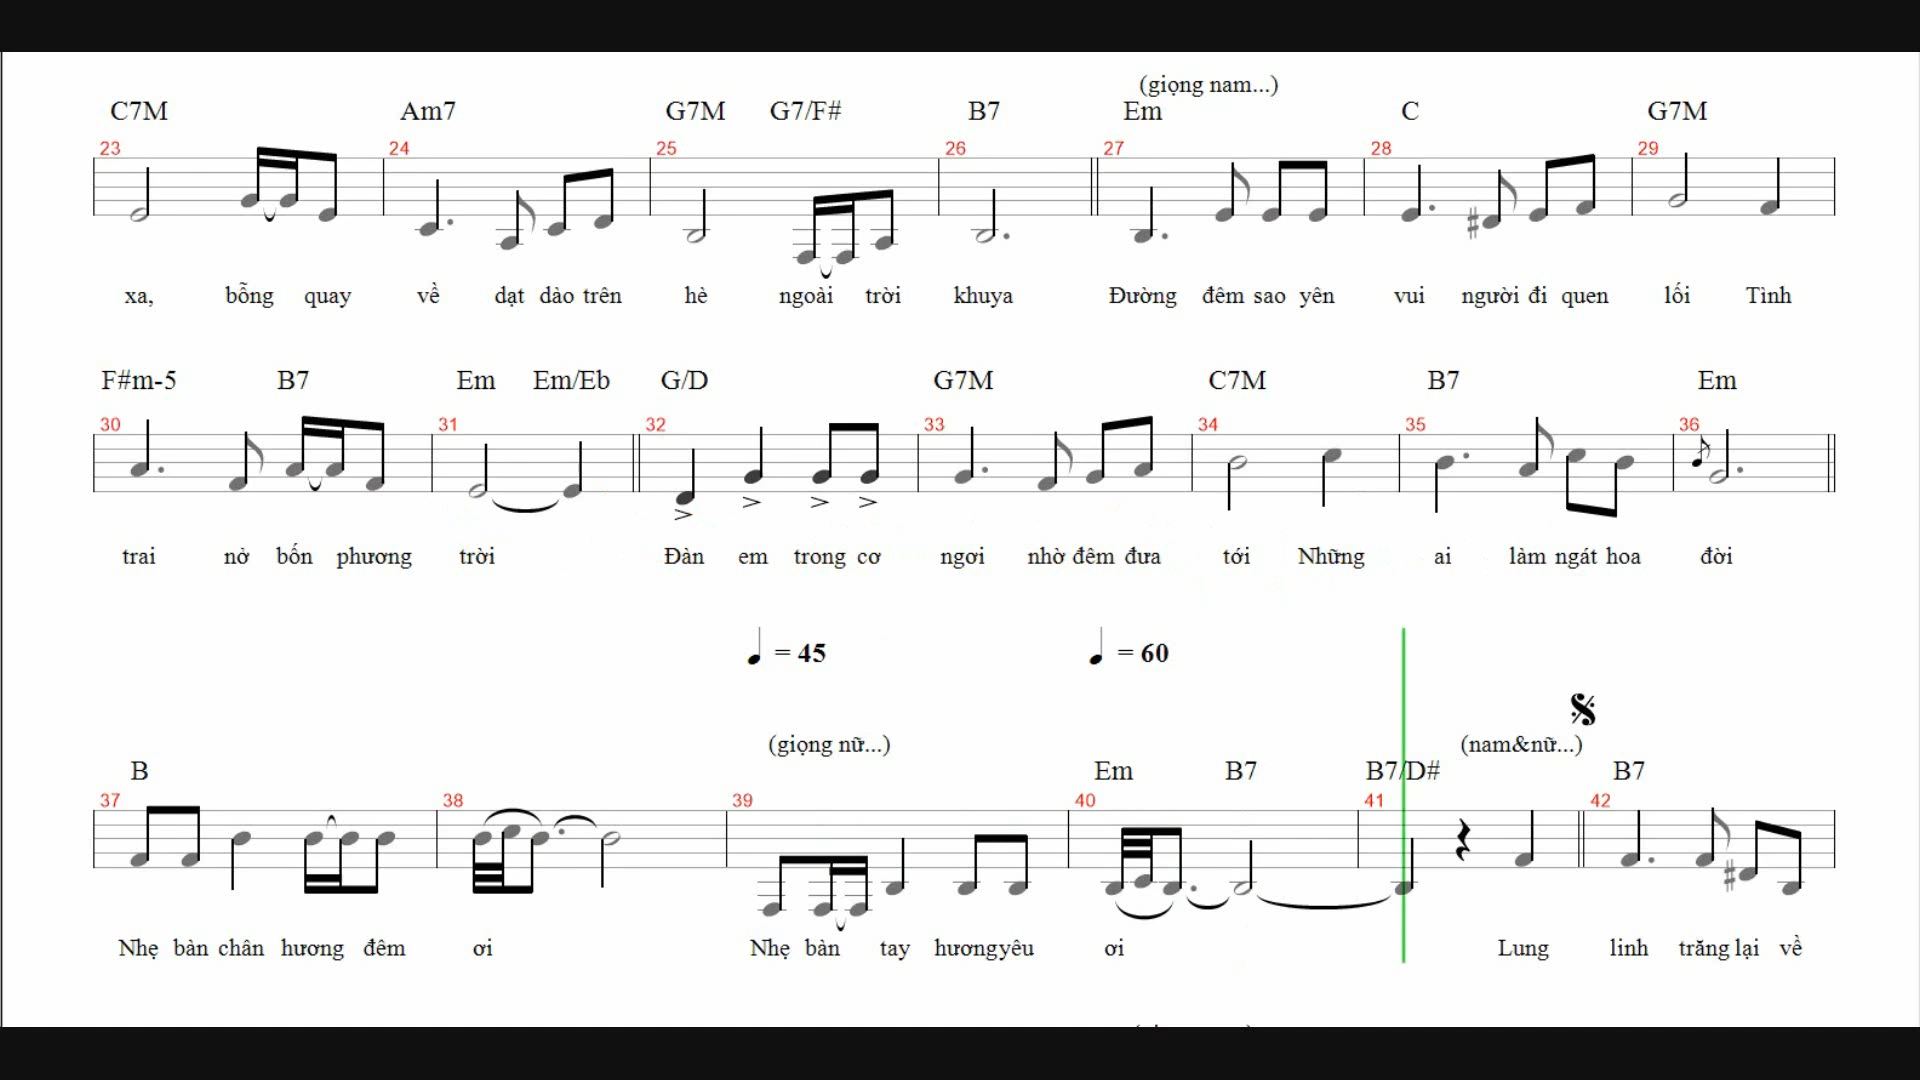 (giọng nam...)
C7M Am7 G7M G7/F# B7 Em C G7M
23 24 25 26 27 28 29
xa, bỗng quay về dạt dào trên hè ngoài trời khuya Đường đêm sao yên vui người đi quen lối Tình
F#m-5 B7 Em Em/Eb G/D G7M C7M B7 Em
30 31 32 33 34 35 36
trai nở bốn phương trời Đàn em trong cơ ngơi nhờ đêm đưa tới Những ai làm ngát hoa đời
= 45 = 60
(giọng nữ...) (nam&nữ...)
B Em B7 B7/D# B7
37 38 39 40 41 42
Nhẹ bàn chân hương đêm ơi Nhẹ bàn tay hươngyêu ơi Lung linh trăng lại về